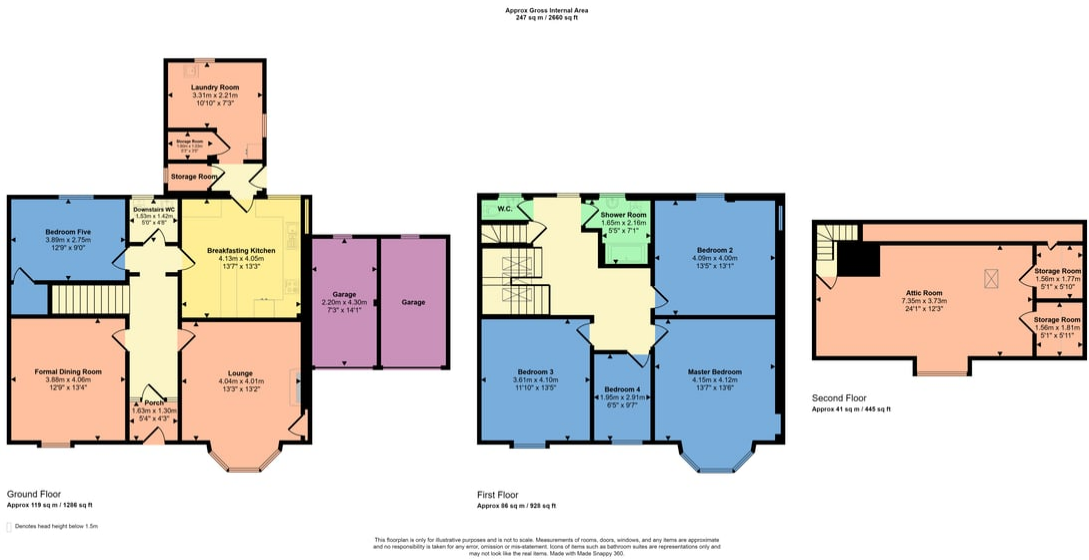 Approx Gross Internal Area
247 sq m / 2660 sq ft
Laundry Room
3.31m x 2.21m
10'10" x 7'3"
Storage Room
Storage Room
Bedroom Five
3.89m x 2.75m
12'9" x 9'0"
Downstairs WC
1.53m x 1.42m
5'0" x 4'8"
Breakfasting Kitchen
4.13m x 4.05m
13'7" x 13'3"
Garage
2.20m x 4.30m
7'3" x 14'1"
Garage
Formal Dining Room
3.88m x 4.06m
12'9" x 13'4"
Lounge
4.04m x 4.01m
13'3" x 13'2"
Porch
1.63m x 1.30m
5'4" x 4'3"
Ground Floor
Approx 119 sq m / 1286 sq ft
Denotes head height below 1.5m
W.C.
Shower Room
1.65m x 2.16m
5'5" x 7'1"
Bedroom 2
4.09m x 4.00m
13'5" x 13'1"
Bedroom 3
3.61m x 4.10m
11'10" x 13'5"
Bedroom 4
1.95m x 2.91m
6'5" x 9'7"
Master Bedroom
4.15m x 4.12m
13'7" x 13'6"
First Floor
Approx 86 sq m / 928 sq ft
Attic Room
7.35m x 3.73m
24'1" x 12'3"
Storage Room
1.56m x 1.77m
5'1" x 5'10"
Storage Room
1.56m x 1.81m
5'1" x 5'11"
Second Floor
Approx 41 sq m / 445 sq ft
This floorplan is only for illustrative purposes and is not to scale. Measurements of rooms, doors, windows, and any items are approximate
and no responsibility is taken for any error, omission or mis-statement. Icons of items such as bathroom suites are representations only and
may not look like the real items. Made with Made Snappy 360.